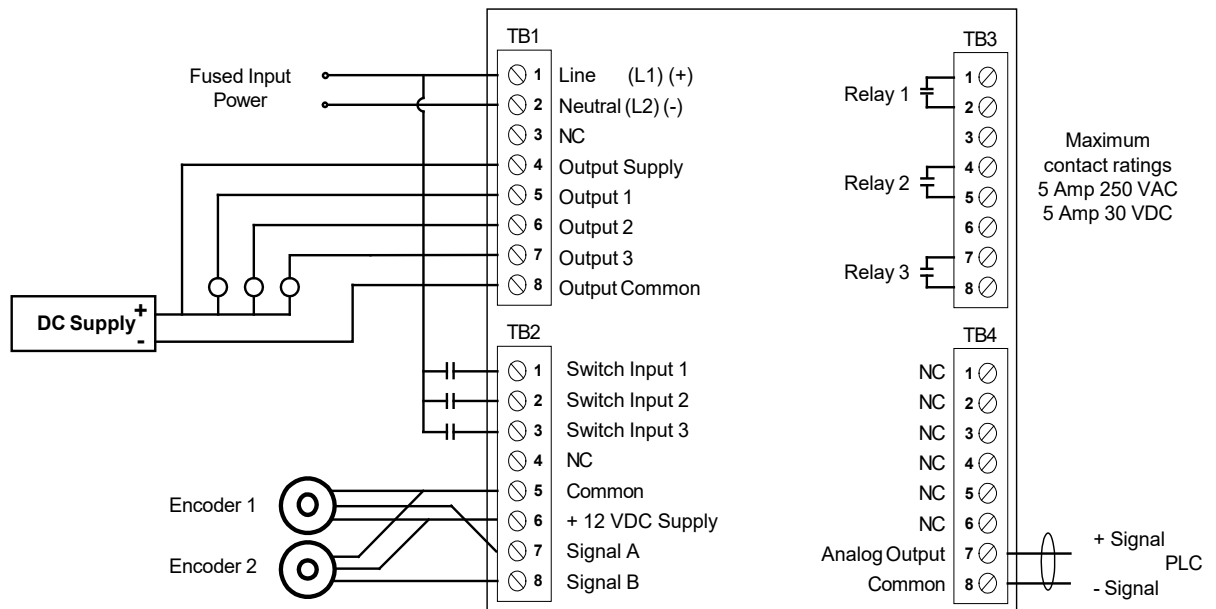 TB1
Fused Input
Power
1 Line (L1) (+)
2 Neutral (L2) (-)
3 NC
4 Output Supply
5 Output 1
6 Output 2
7 Output 3
8 Output Common
DC Supply
+
-
TB2
1 Switch Input 1
2 Switch Input 2
3 Switch Input 3
4 NC
5 Common
6 + 12 VDC Supply
7 Signal A
8 Signal B
Encoder 1
Encoder 2
TB3
Relay 1
1
2
3
Relay 2
4
5
6
Relay 3
7
8
Maximum
contact ratings
5 Amp 250 VAC
5 Amp 30 VDC
TB4
NC 1
NC 2
NC 3
NC 4
NC 5
NC 6
Analog Output 7
Common 8
+ Signal
PLC
- Signal